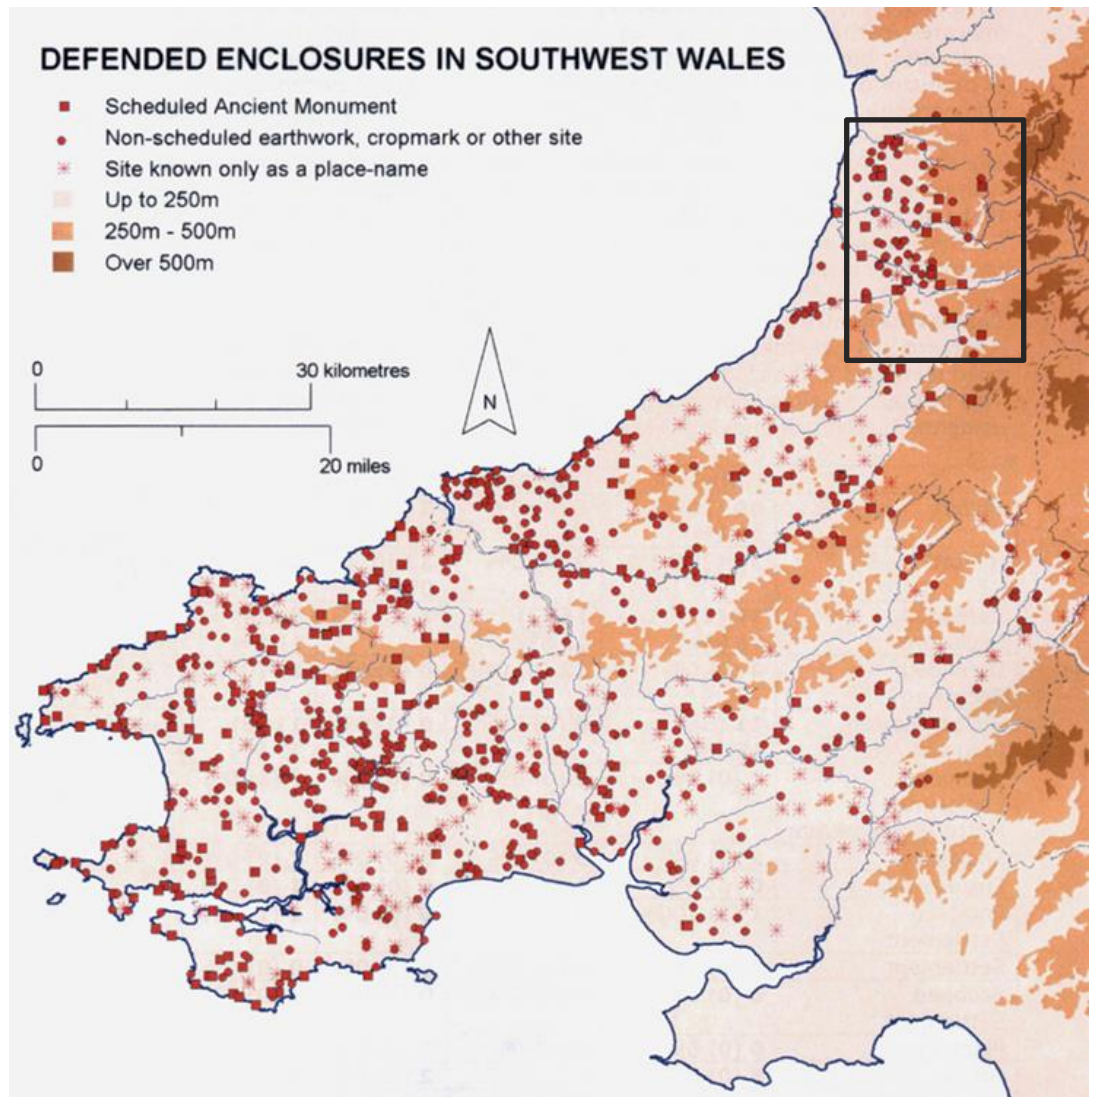 DEFENDED ENCLOSURES IN SOUTHWEST WALES
Scheduled Ancient Monument
Non-scheduled earthwork, cropmark or other site
Site known only as a place-name
Up to 250m
250m - 500m
Over 500m
0 30 kilometres
N
0 20 miles